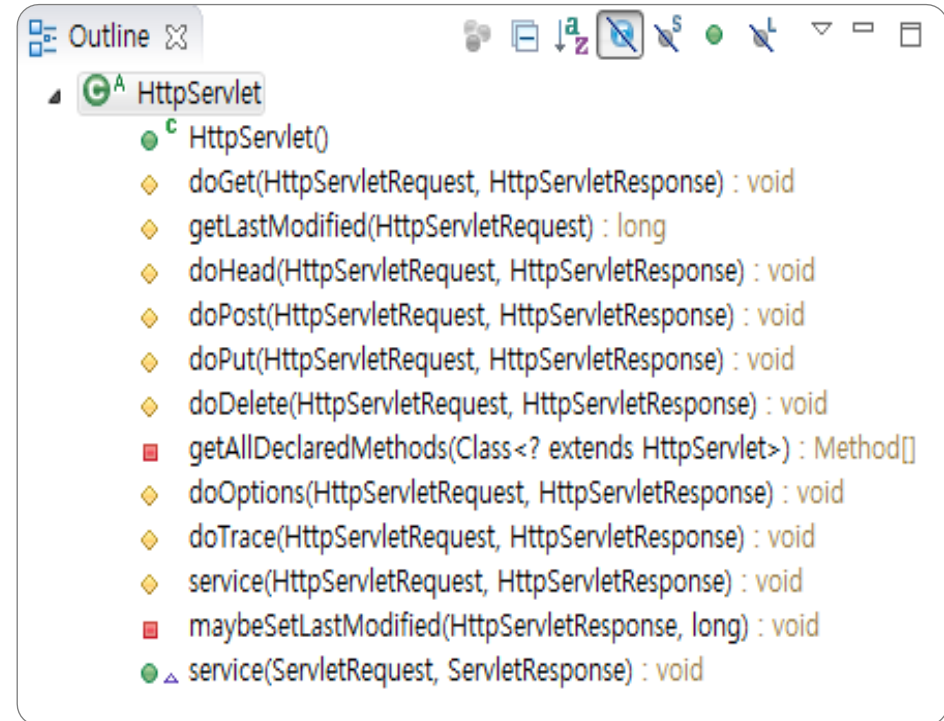 Outline
HttpServlet
HttpServlet()
doGet(HttpServletRequest, HttpServletResponse) : void
getLastModified(HttpServletRequest) : long
doHead(HttpServletRequest, HttpServletResponse) : void
doPost(HttpServletRequest, HttpServletResponse) : void
doPut(HttpServletRequest, HttpServletResponse) : void
doDelete(HttpServletRequest, HttpServletResponse) : void
getAllDeclaredMethods(Class<? extends HttpServlet>) : Method[]
doOptions(HttpServletRequest, HttpServletResponse) : void
doTrace(HttpServletRequest, HttpServletResponse) : void
service(HttpServletRequest, HttpServletResponse) : void
maybeSetLastModified(HttpServletResponse, long) : void
service(ServletRequest, ServletResponse) : void